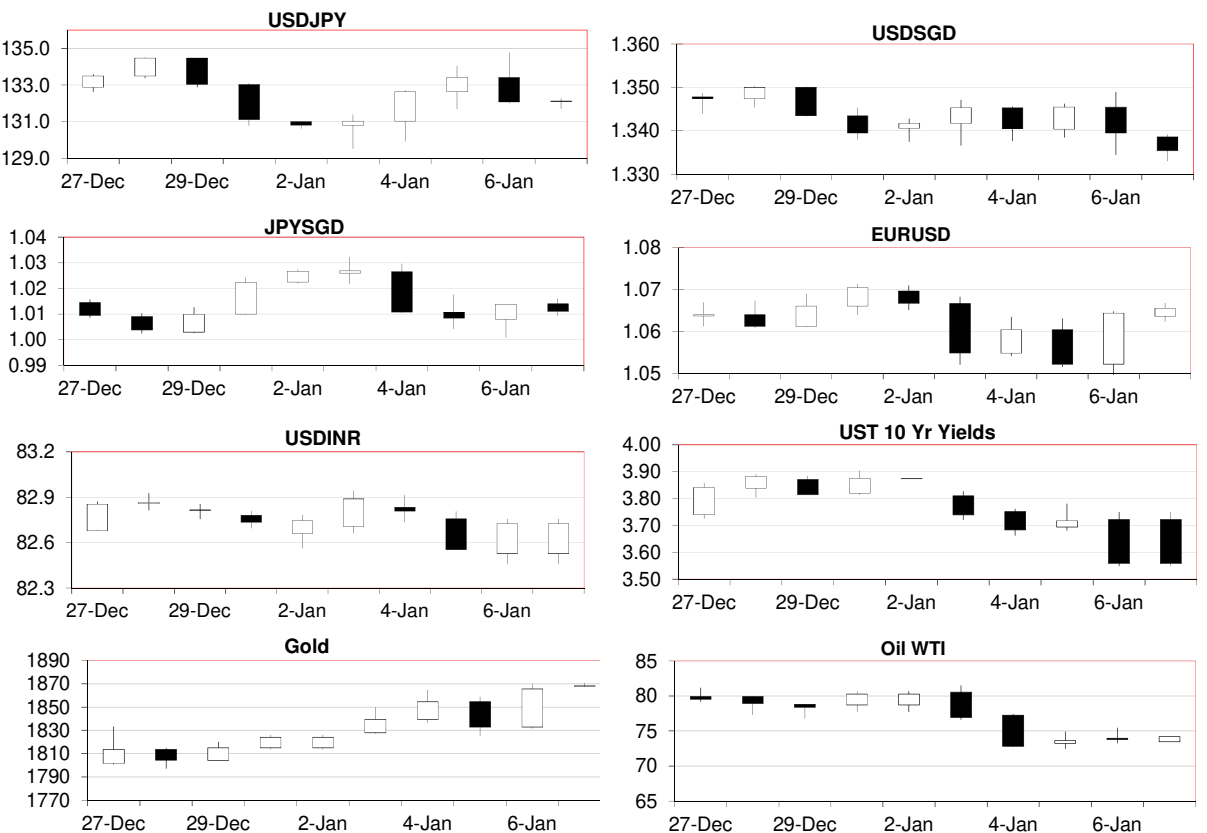 USDJPY
135.0
133.0
131.0
129.0
27-Dec 29-Dec 2-Jan 4-Jan 6-Jan
USDSGD
1.360
1.350
1.340
1.330
27-Dec 29-Dec 2-Jan 4-Jan 6-Jan
JPYSGD
1.04
1.03
1.02
1.01
1.00
0.99
27-Dec 29-Dec 2-Jan 4-Jan 6-Jan
EURUSD
1.08
1.07
1.06
1.05
27-Dec 29-Dec 2-Jan 4-Jan 6-Jan
USDINR
83.2
82.9
82.6
82.3
27-Dec 29-Dec 2-Jan 4-Jan 6-Jan
UST 10 Yr Yields
4.00
3.90
3.80
3.70
3.60
3.50
27-Dec 29-Dec 2-Jan 4-Jan 6-Jan
Gold
1890
1870
1850
1830
1810
1790
1770
27-Dec 29-Dec 2-Jan 4-Jan 6-Jan
Oil WTI
85
80
75
70
65
27-Dec 29-Dec 2-Jan 4-Jan 6-Jan